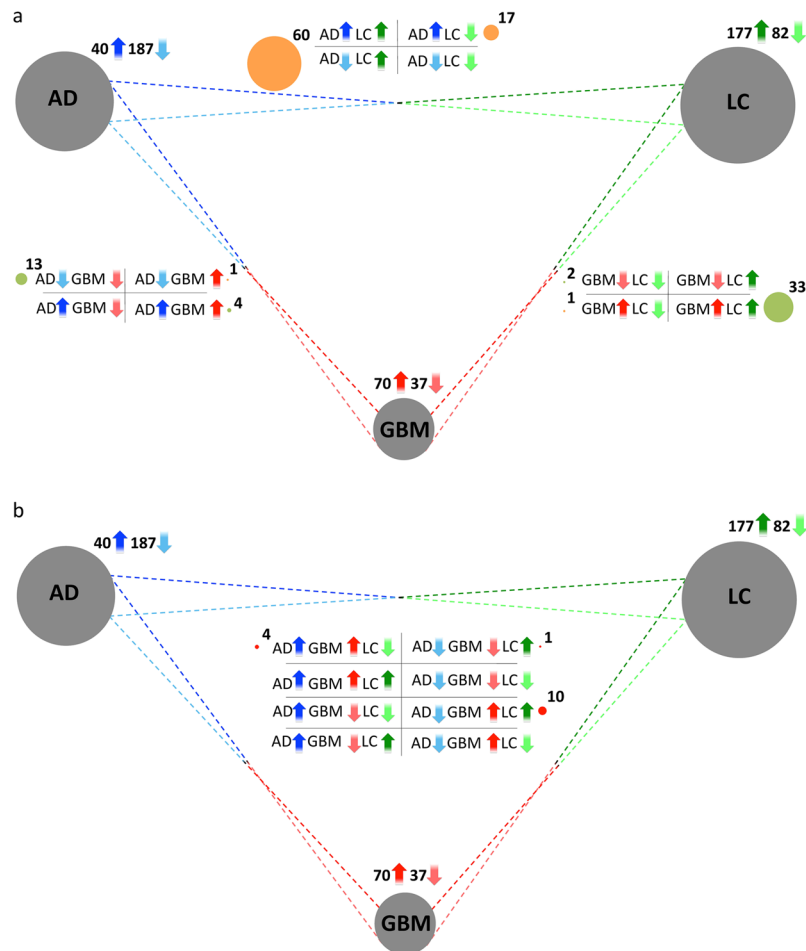 a
60 AD LC AD LC 17
AD LC AD LC
40 187
177 82
AD
LC
13 AD GBM AD GBM 1
AD GBM AD GBM 4
2 GBM LC GBM LC
1 GBM LC GBM LC 33
70 37
GBM
b
40 187
177 82
AD
LC
4 AD GBM LC AD GBM LC 1
AD GBM LC AD GBM LC
AD GBM LC AD GBM LC 10
AD GBM LC AD GBM LC
70 37
GBM